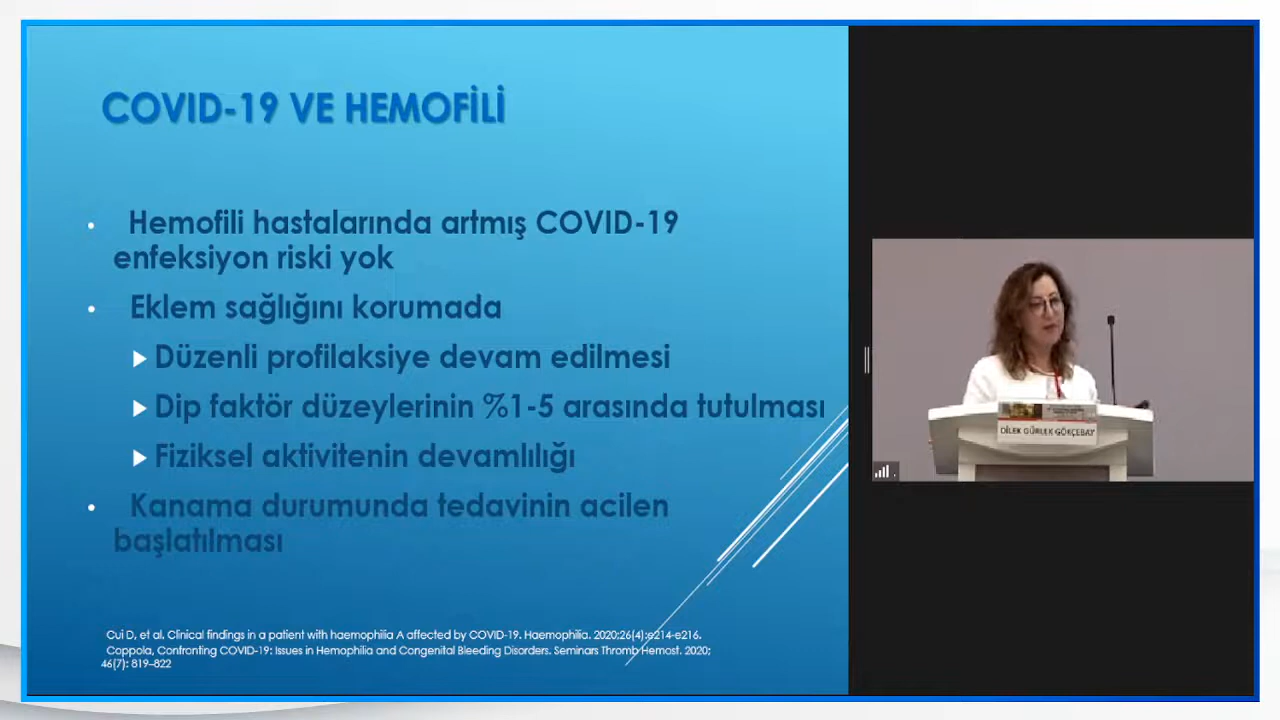 COVID-19 VE HEMOFİLİ
• Hemofili hastalarında artmış COVID-19
enfeksiyon riski yok
• Eklem sağlığını korumada
Düzenli profilaksiye devam edilmesi
Dip faktör düzeylerinin %1-5 arasında tutulması
Fiziksel aktivitenin devamlılığı
• Kanama durumunda tedavinin acilen
başlatılması
Cui D, et al. Clinical findings in a patient with haemophilia A affected by COVID-19. Haemophilia. 2020;26(4):e214-e216.
Coppola, Confronting COVID-19: Issues in Hemophilia and Congenital Bleeding Disorders. Seminars Thromb Hemost. 2020;
46(7): 819–822
DİLEK GÜRLEK GÖKÇEBAY